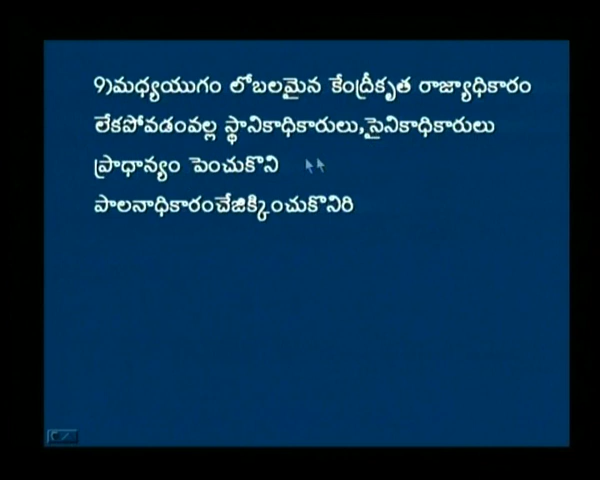 9)మధ్యయుగం లోబలమైన కేంద్రీకృత రాజ్యాధికారం
లేకపోవడంవల్ల స్థానికాధికారులు,సైనికాధికారులు
ప్రాధాన్యం పెంచుకొని
పాలనాధికారంచేజిక్కించుకొనిరి